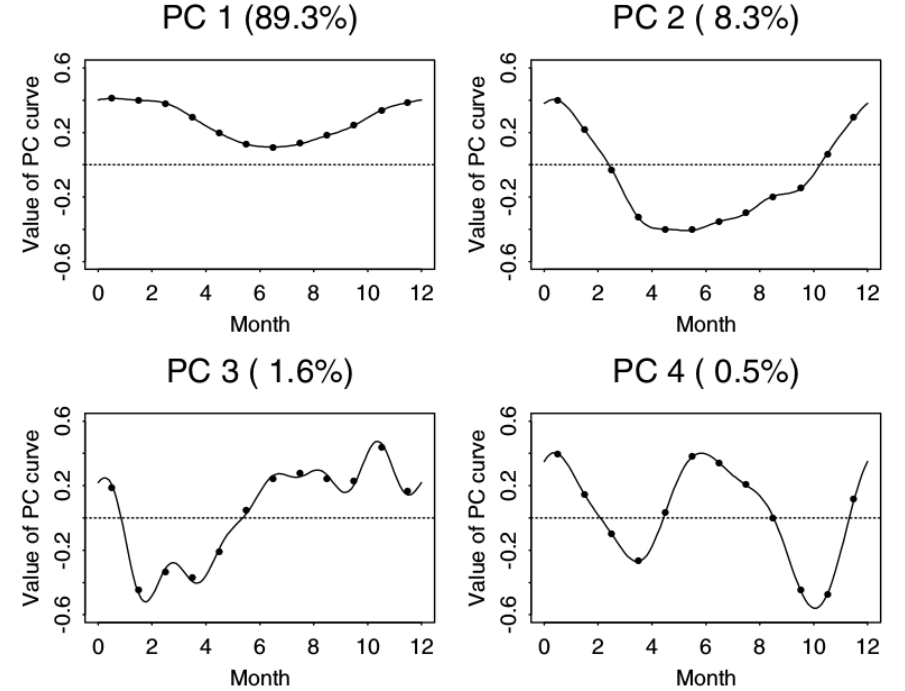 PC 1 (89.3%)
Value of PC curve
0.6
0.2
-0.2
-0.6
0 2 4 6 8 10 12
Month
PC 2 ( 8.3%)
Value of PC curve
0.6
0.2
-0.2
-0.6
0 2 4 6 8 10 12
Month
PC 3 ( 1.6%)
Value of PC curve
0.6
0.2
-0.2
-0.6
0 2 4 6 8 10 12
Month
PC 4 ( 0.5%)
Value of PC curve
0.6
0.2
-0.2
-0.6
0 2 4 6 8 10 12
Month